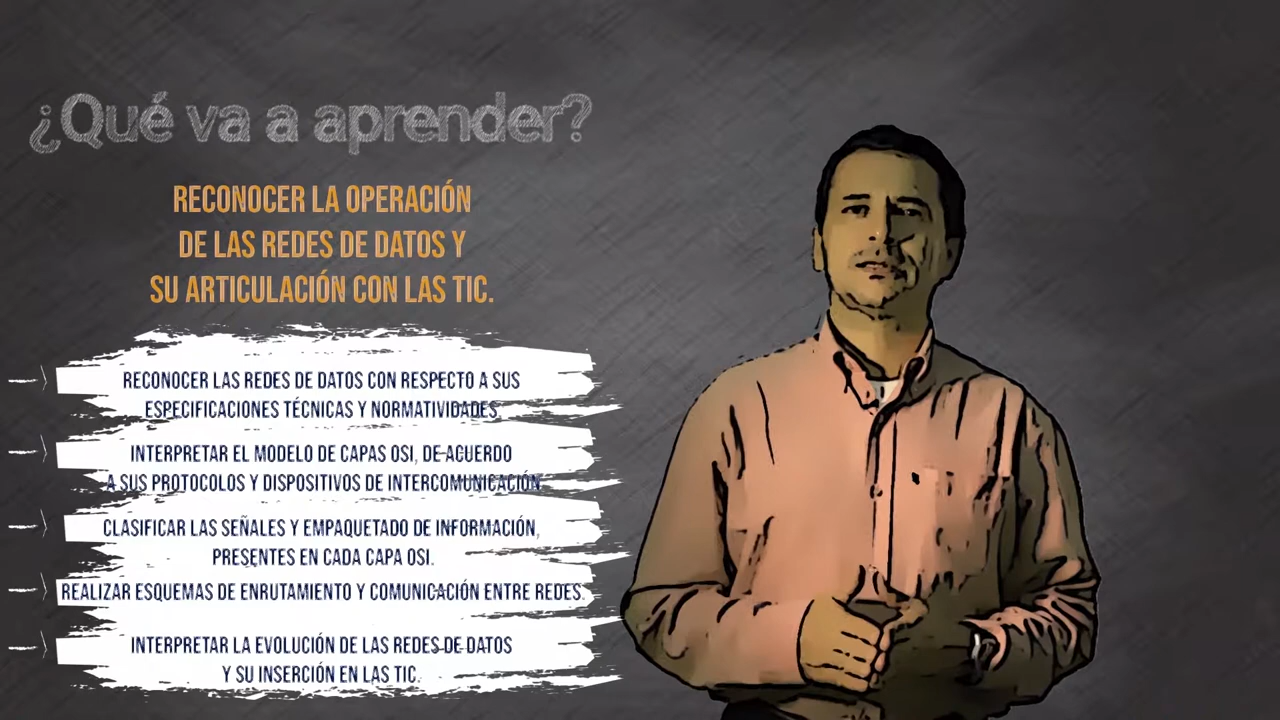 ¿Qué va a aprender?
RECONOCER LA OPERACIÓN
DE LAS REDES DE DATOS Y
SU ARTICULACIÓN CON LAS TIC.
RECONOCER LAS REDES DE DATOS CON RESPECTO A SUS
ESPECIFICACIONES TÉCNICAS Y NORMATIVIDADES.
INTERPRETAR EL MODELO DE CAPAS OSI, DE ACUERDO
A SUS PROTOCOLOS Y DISPOSITIVOS DE INTERCOMUNICACIÓN.
CLASIFICAR LAS SEÑALES Y EMPAQUETADO DE INFORMACIÓN,
PRESENTES EN CADA CAPA OSI.
REALIZAR ESQUEMAS DE ENRUTAMIENTO Y COMUNICACIÓN ENTRE REDES.
INTERPRETAR LA EVOLUCIÓN DE LAS REDES DE DATOS
Y SU INSERCIÓN EN LAS TIC.